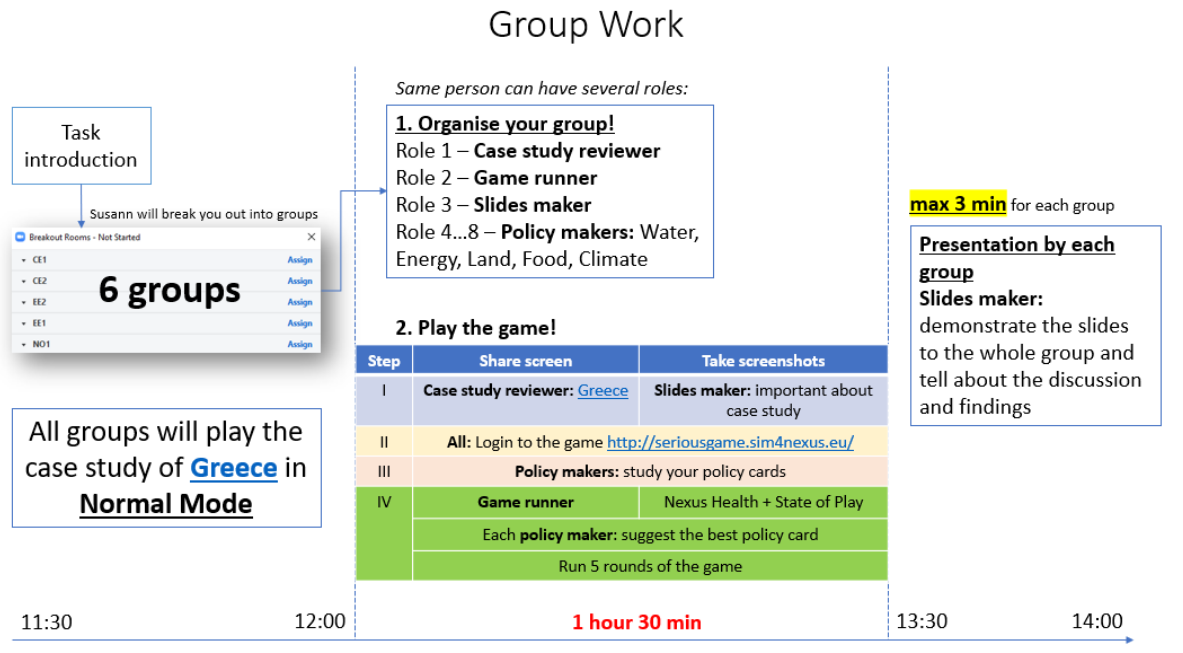 Group Work
Task
introduction
Susann will break you out into groups
Breakout Rooms - Not Started
CE1 Assign
CE2 Assign
EE2 Assign
EE1 Assign
NO1 Assign
6 groups
All groups will play the
case study of Greece in
Normal Mode
Same person can have several roles:
1. Organise your group!
Role 1 – Case study reviewer
Role 2 – Game runner
Role 3 – Slides maker
Role 4...8 – Policy makers: Water,
Energy, Land, Food, Climate
2. Play the game!
Step Share screen Take screenshots
I Case study reviewer: Greece Slides maker: important about
case study
II All: Login to the game http://seriousgame.sim4nexus.eu/
III Policy makers: study your policy cards
IV Game runner Nexus Health + State of Play
Each policy maker: suggest the best policy card
Run 5 rounds of the game
max 3 min for each group
Presentation by each
group
Slides maker:
demonstrate the slides
to the whole group and
tell about the discussion
and findings
11:30 12:00 1 hour 30 min 13:30 14:00